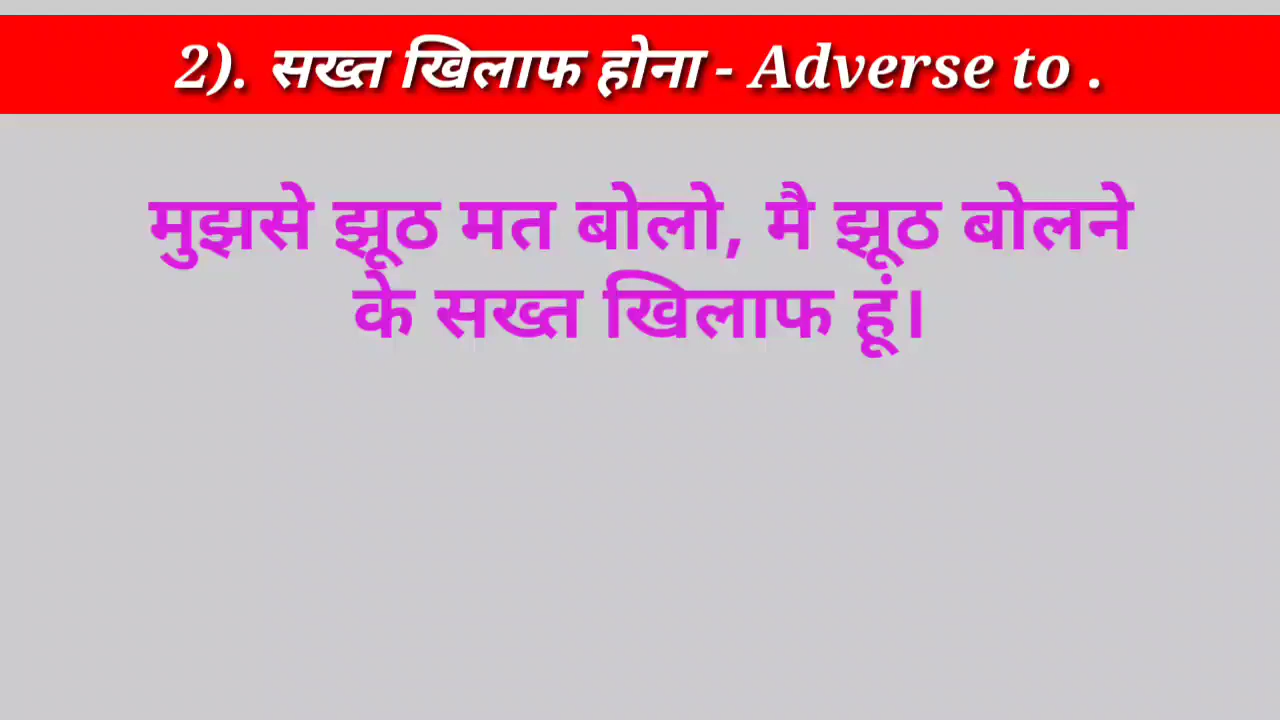 2). सख्त खिलाफ होना - Adverse to .
मुझसे झूठ मत बोलो, मै झूठ बोलने
के सख्त खिलाफ हूं।